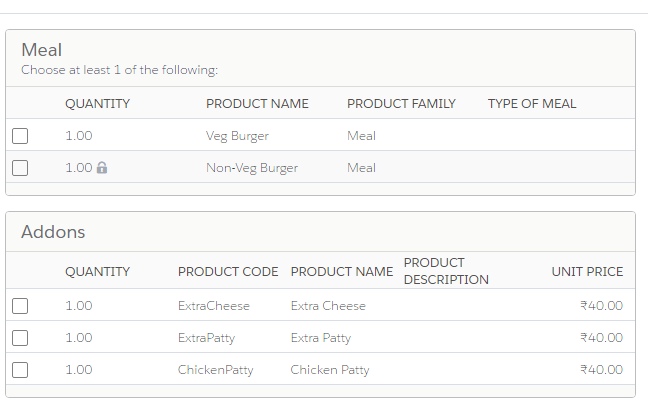 Meal
Choose at least 1 of the following:
QUANTITY PRODUCT NAME PRODUCT FAMILY TYPE OF MEAL
1.00 Veg Burger Meal
1.00 Non-Veg Burger Meal
Addons
QUANTITY PRODUCT CODE PRODUCT NAME PRODUCT DESCRIPTION UNIT PRICE
1.00 ExtraCheese Extra Cheese ₹40.00
1.00 ExtraPatty Extra Patty ₹40.00
1.00 ChickenPatty Chicken Patty ₹40.00